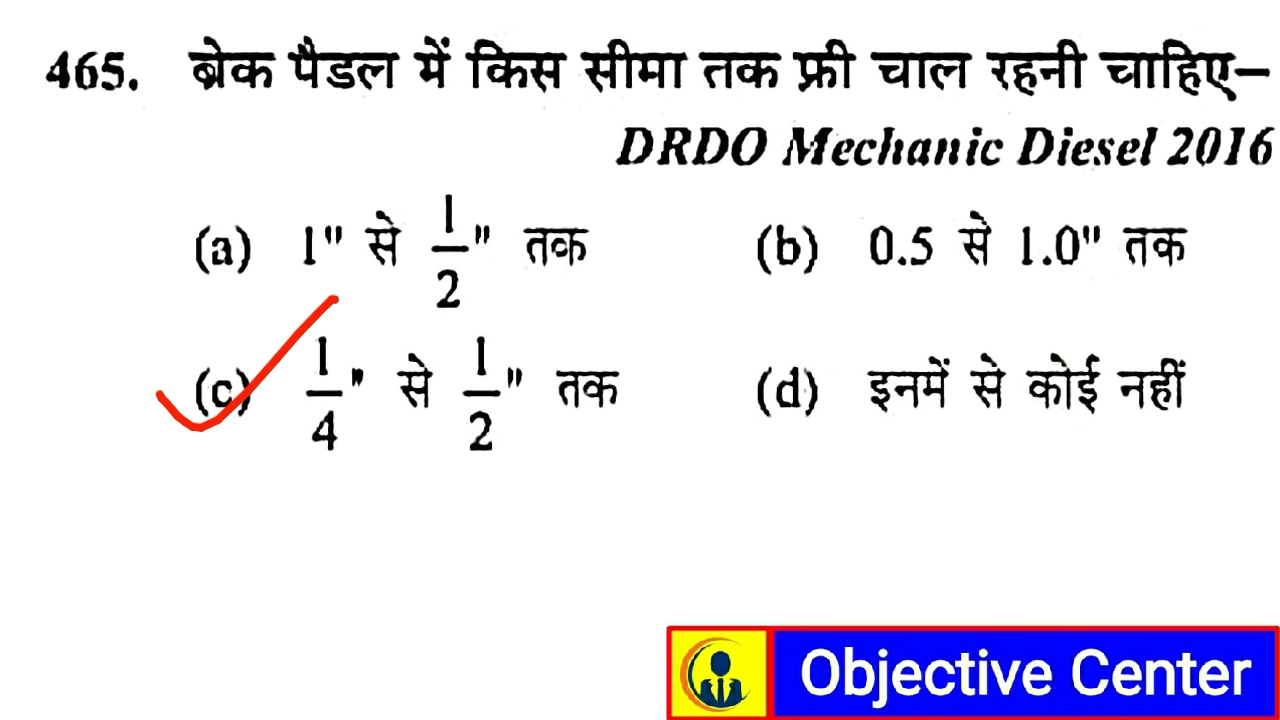 465. ब्रेक पैडल में किस सीमा तक फ्री चाल रहनी चाहिए–
DRDO Mechanic Diesel 2016
(a) 1" से 1/2" तक (b) 0.5 से 1.0" तक
(c) 1/4" से 1/2" तक (d) इनमें से कोई नहीं
Objective Center